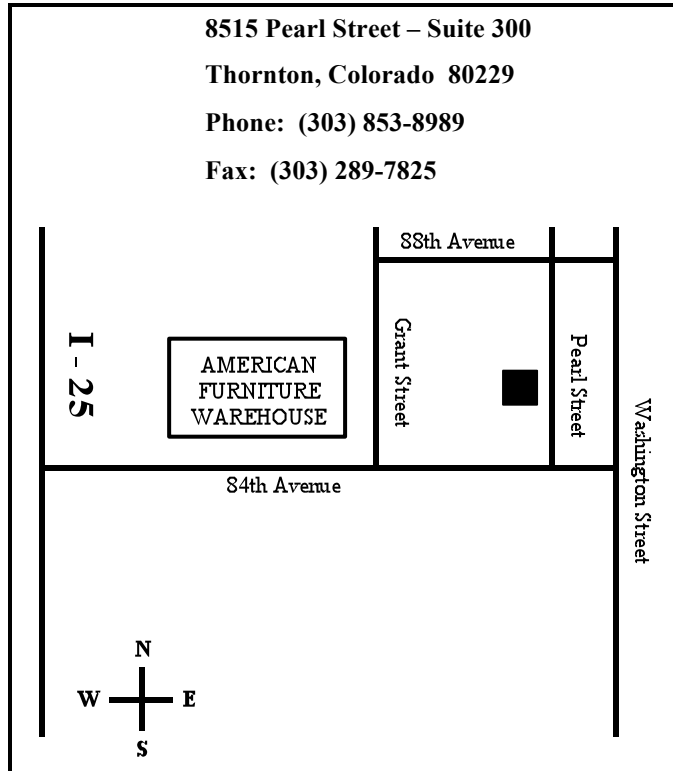 8515 Pearl Street – Suite 300
Thornton, Colorado  80229
Phone:  (303) 853-8989
Fax:  (303) 289-7825
88th Avenue
I - 25
AMERICAN
FURNITURE
WAREHOUSE
Grant Street
Pearl Street
Washington Street
84th Avenue
N
W
E
S